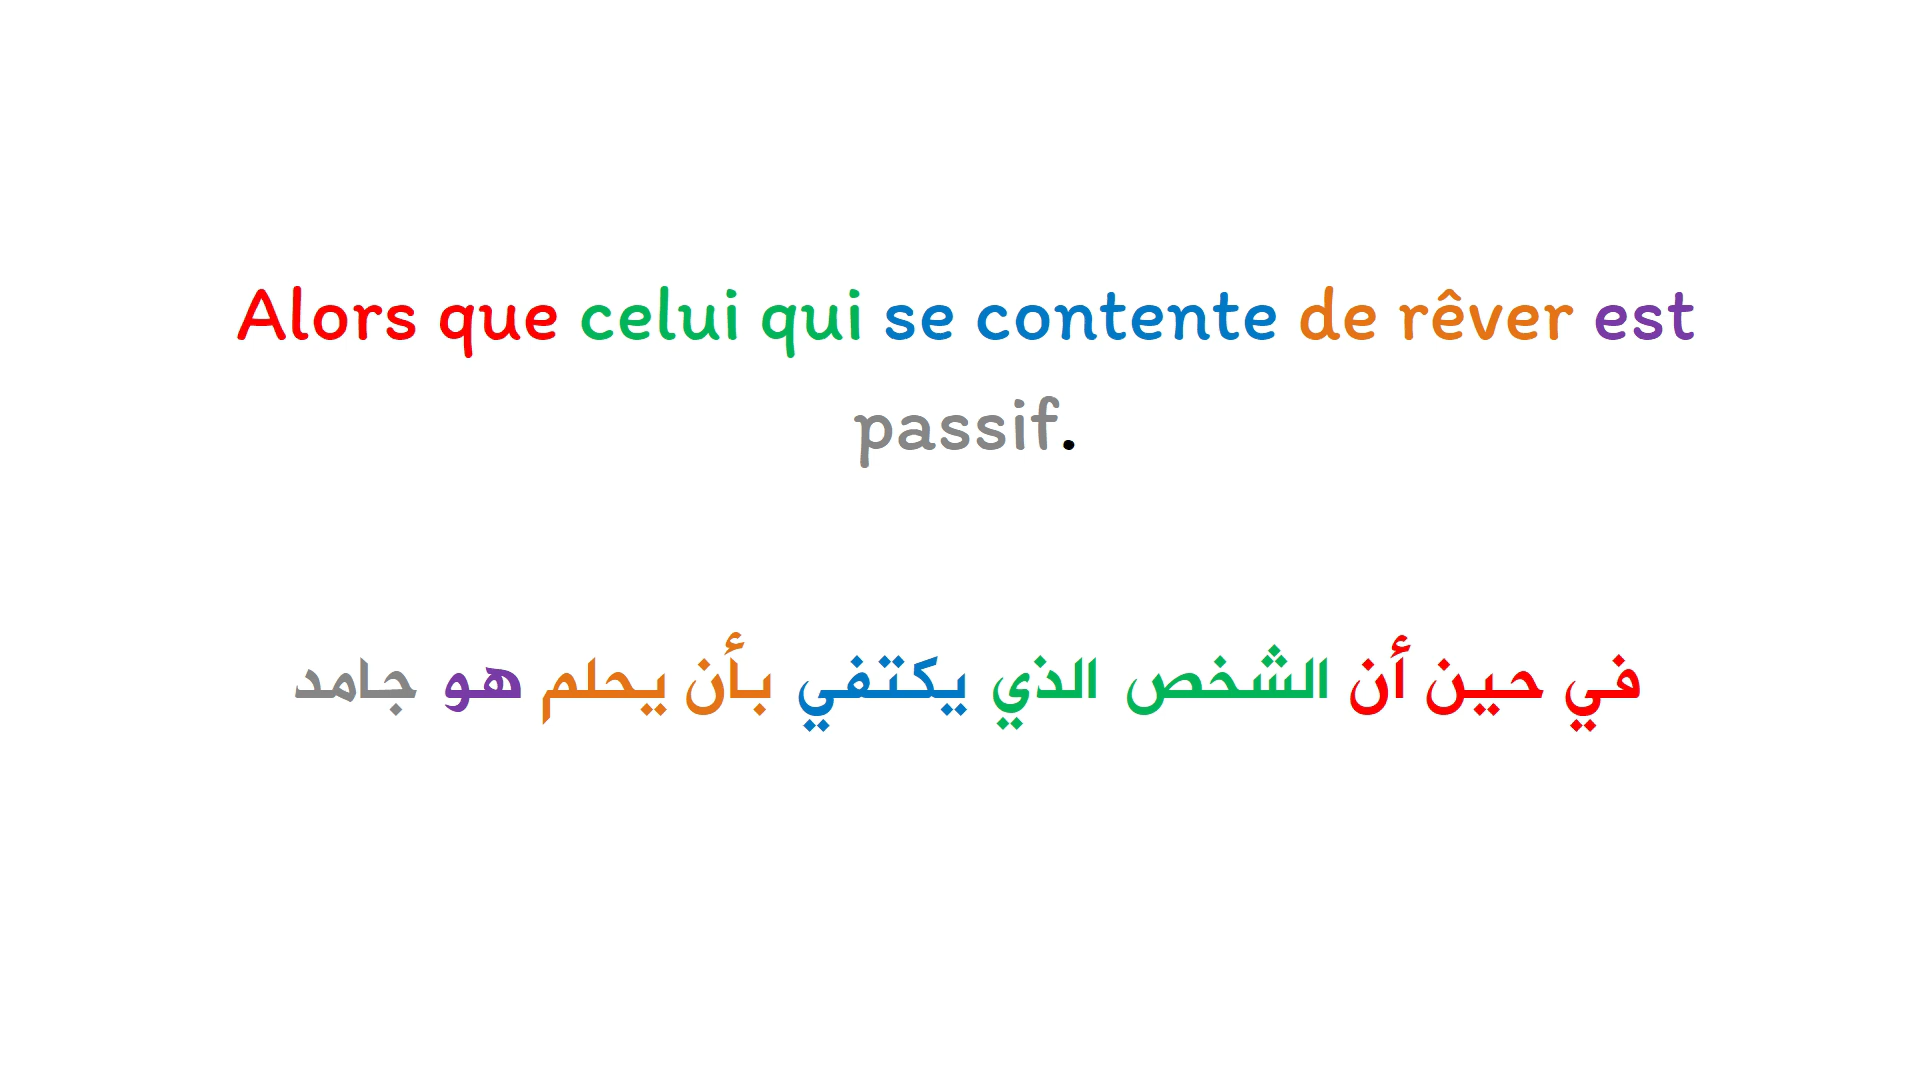 Alors que celui qui se contente de rêver est
passif.
في حين أن الشخص الذي يكتفي بأن يحلم هو جامد